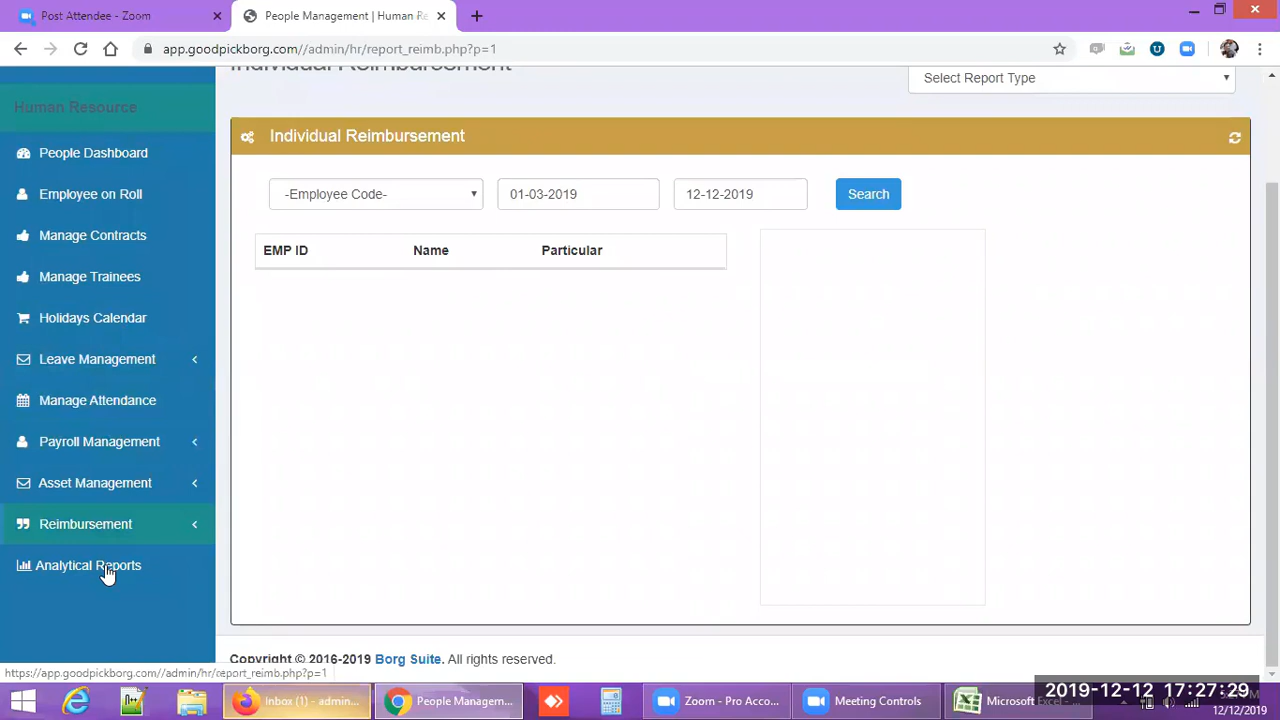 Post Attendee - Zoom
People Management | Human Re
app.goodpickborg.com//admin/hr/report_reimb.php?p=1
Individual Reimbursement
Select Report Type
Human Resource
People Dashboard
Employee on Roll
Manage Contracts
Manage Trainees
Holidays Calendar
Leave Management
Manage Attendance
Payroll Management
Asset Management
Reimbursement
Analytical Reports
Individual Reimbursement
-Employee Code-
01-03-2019
12-12-2019
Search
EMP ID Name Particular
Copyright © 2016-2019 Borg Suite. All rights reserved.
https://app.goodpickborg.com//admin/hr/report_reimb.php?p=1
Inbox (1) - admin...
People Managem...
Zoom - Pro Acco...
Meeting Controls
Microsoft Exc
2019-12-12 17:27:29
12/12/2019